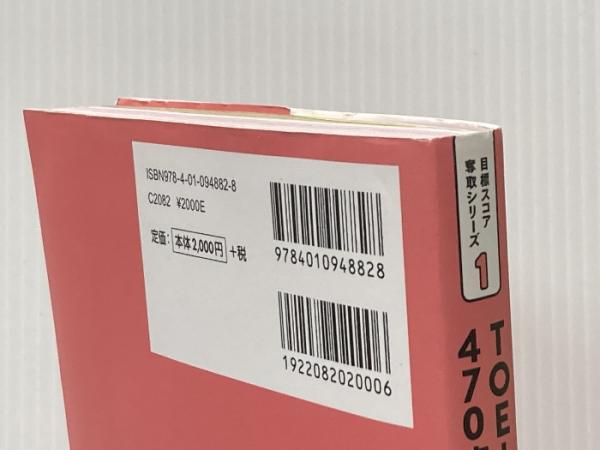 ISBN978-4-01-094882-8
C2082 ¥2000E
定価: 本体2,000円 +税
9784010948828
1922082020006
目標スコア
奪取シリーズ
1
TOEI
470